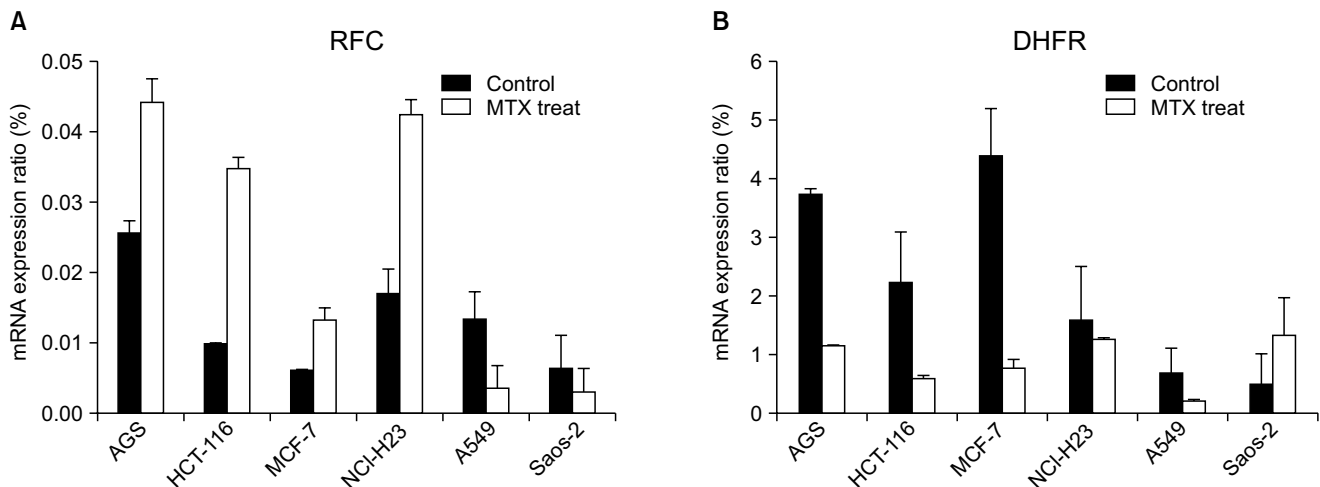 A
RFC
mRNA expression ratio (%)
0.05
0.04
0.03
0.02
0.01
0.00
Control
MTX treat
AGS
HCT-116
MCF-7
NCI-H23
A549
Saos-2
B
DHFR
mRNA expression ratio (%)
6
5
4
3
2
1
0
Control
MTX treat
AGS
HCT-116
MCF-7
NCI-H23
A549
Saos-2